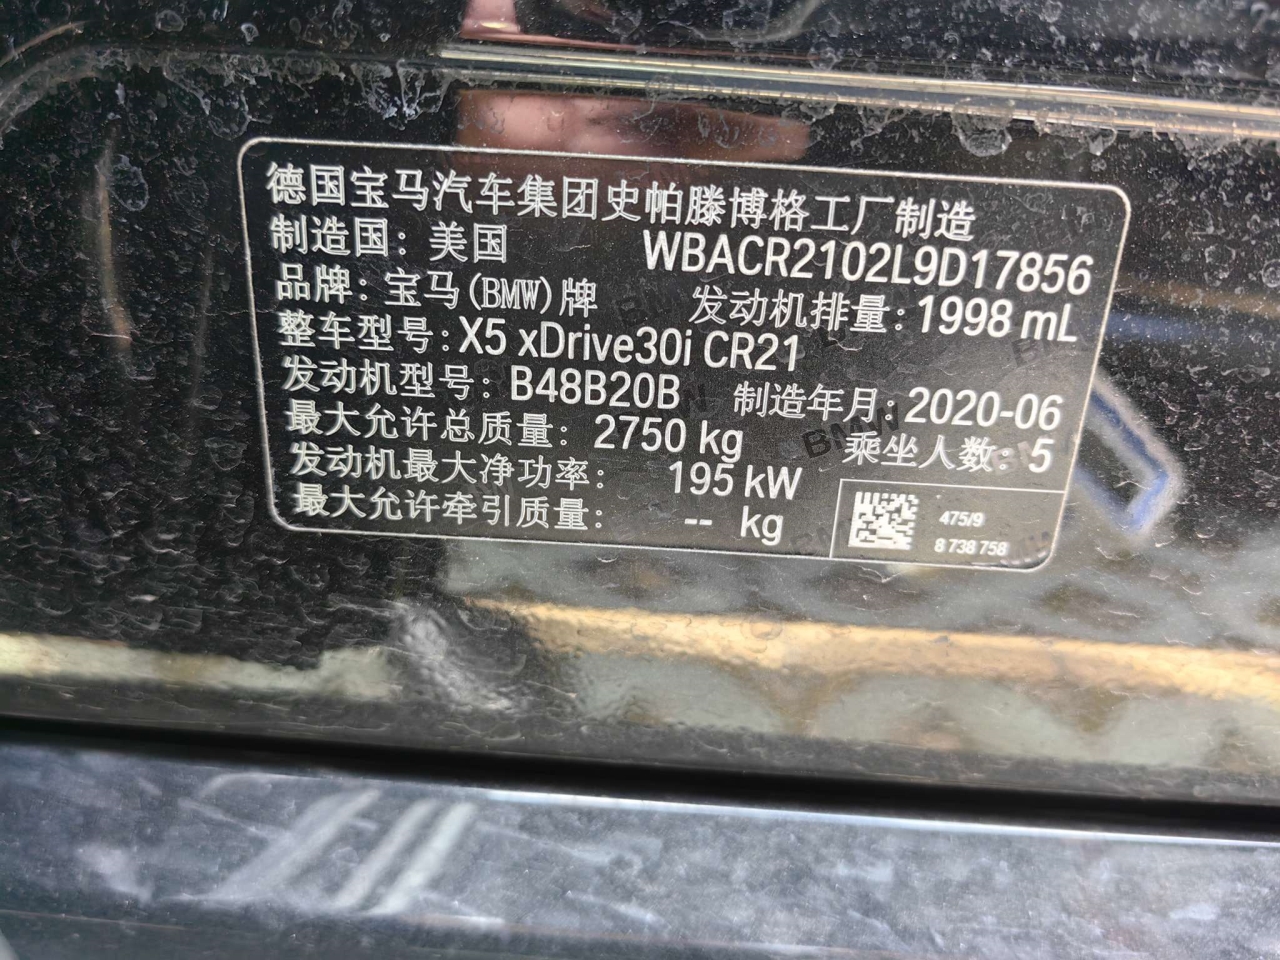 德国宝马汽车集团史帕滕博格工厂制造
制造国：美国 WBACR2102L9D17856
品牌：宝马(BMW)牌 发动机排量：1998 mL
整车型号：X5 xDrive30i CR21
发动机型号：B48B20B 制造年月：2020-06
最大允许总质量：2750 kg 乘坐人数：5
发动机最大净功率：195 kW
最大允许牵引质量：-- kg
475/9
8 738 758
BMW